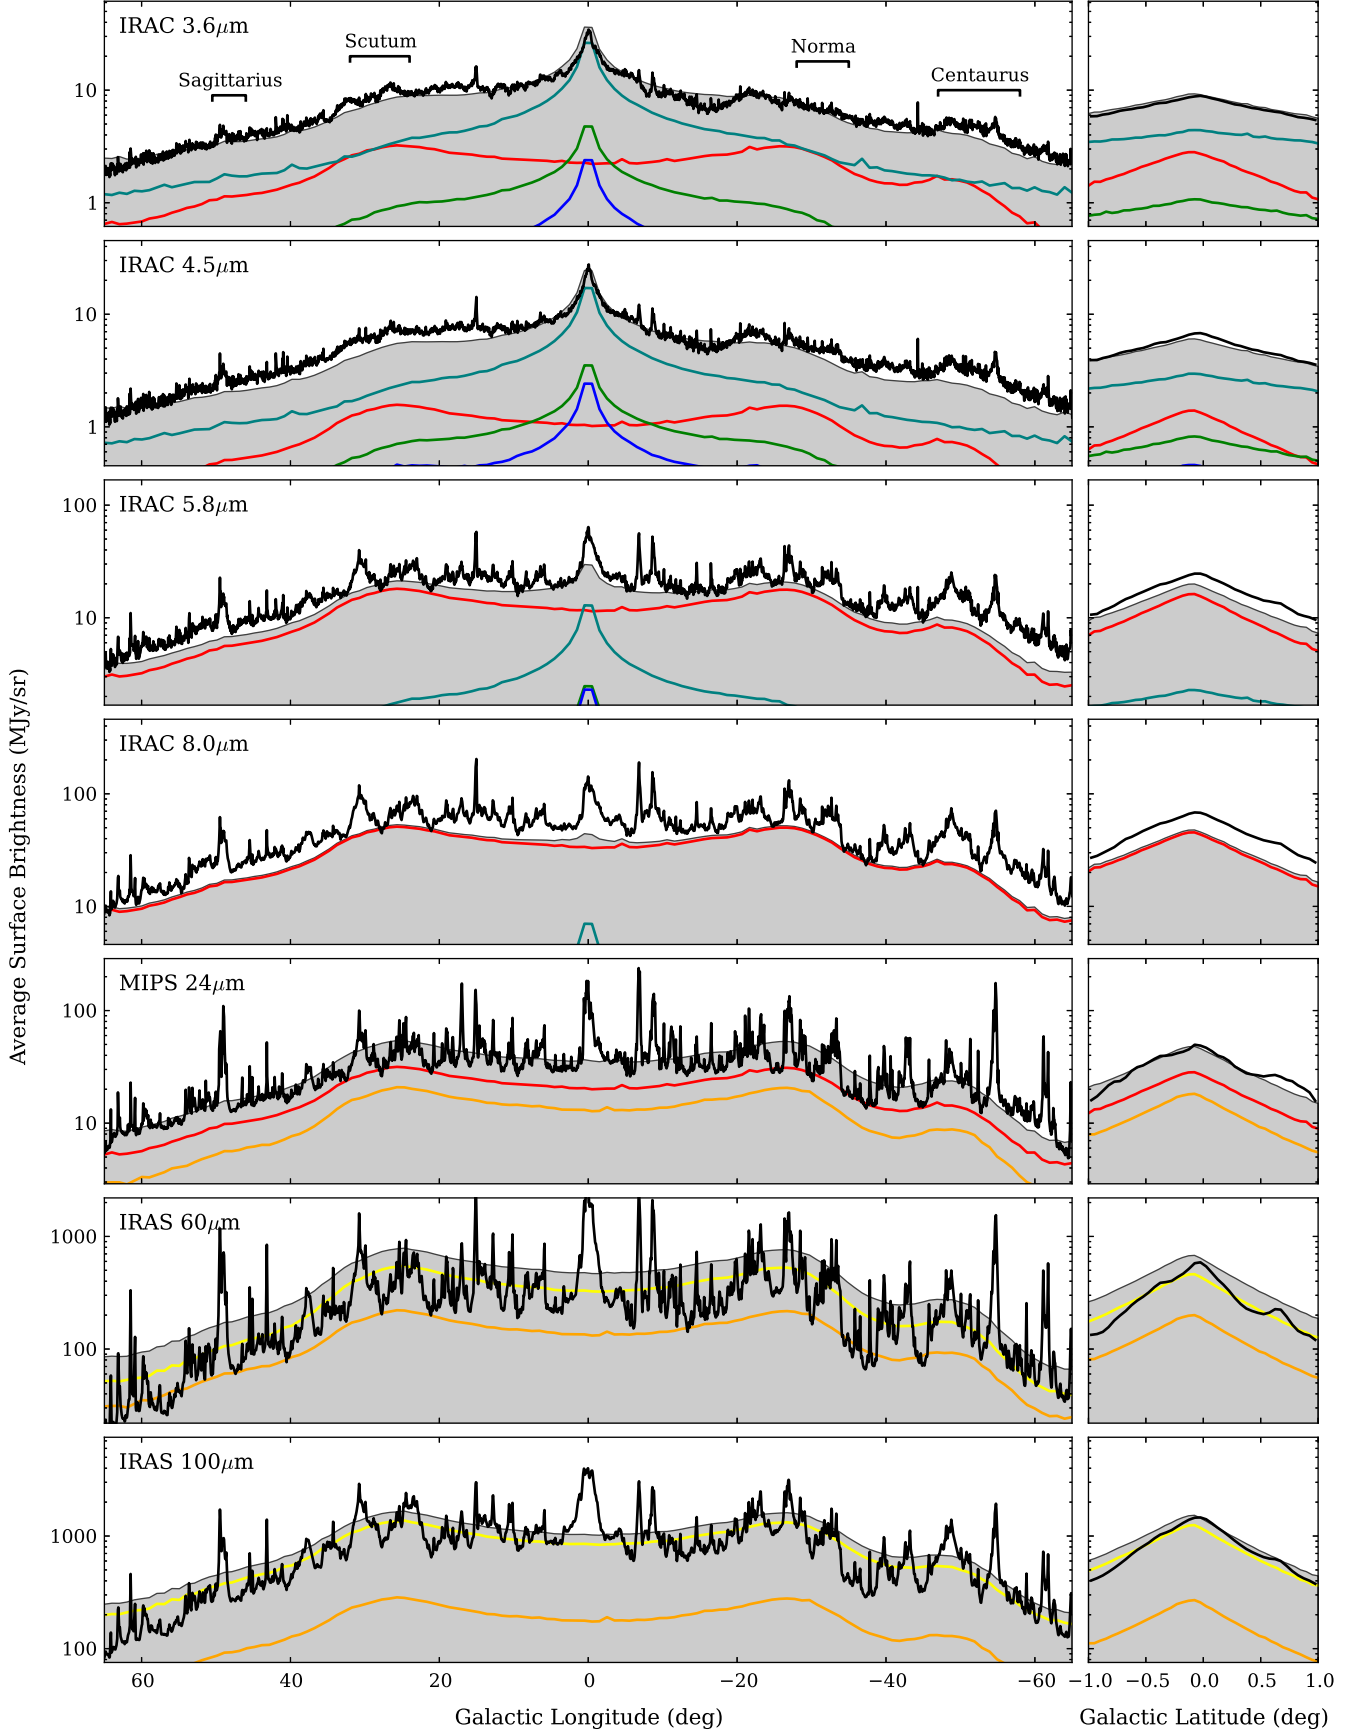 IRAC 3.6μm
Sagittarius
Scutum
Norma
Centaurus
10
1
IRAC 4.5μm
10
1
IRAC 5.8μm
100
10
IRAC 8.0μm
100
10
MIPS 24μm
100
10
IRAS 60μm
1000
100
IRAS 100μm
1000
100
Average Surface Brightness (MJy/sr)
60 40 20 0 −20 −40 −60
−1.0 −0.5 0.0 0.5 1.0
Galactic Longitude (deg)
Galactic Latitude (deg)